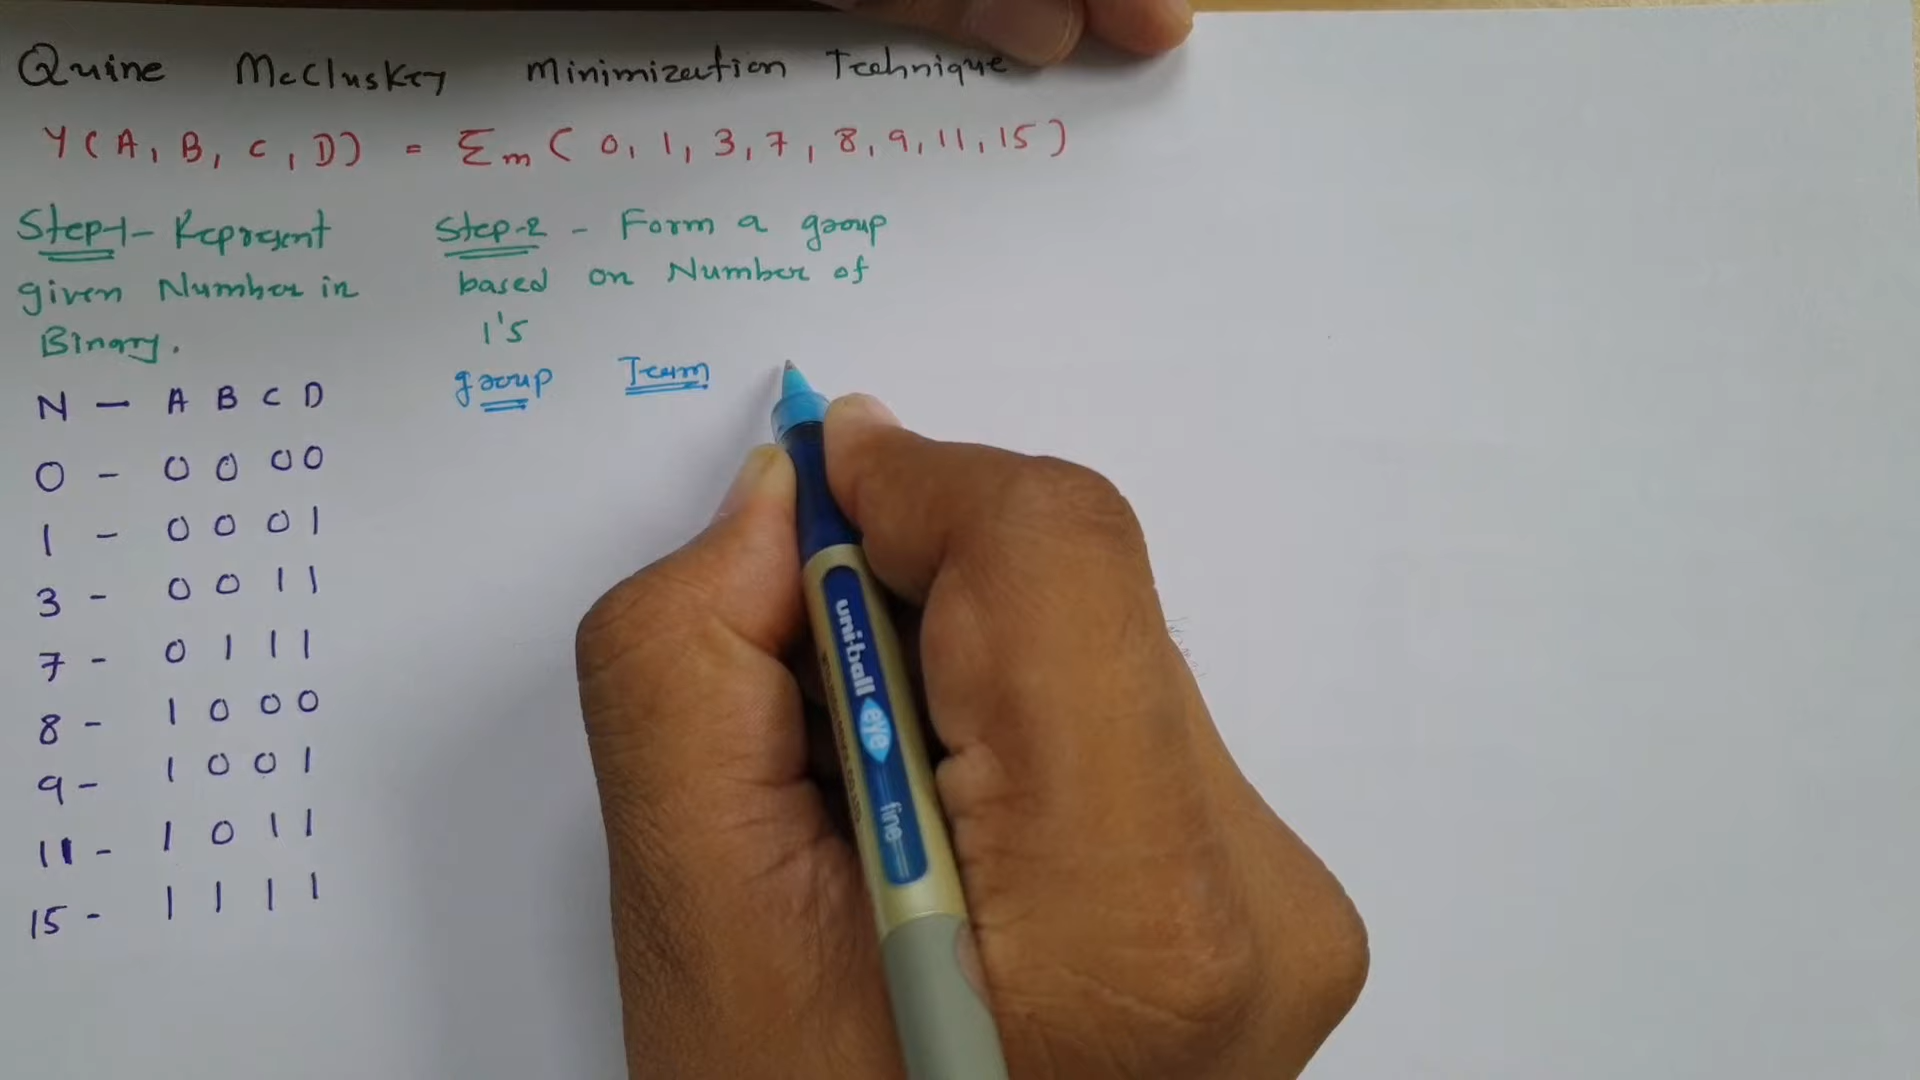 Quine McCluskey Minimization Technique
Y(A, B, C, D) = Σm ( 0, 1, 3, 7, 8, 9, 11, 15)
Step-1 - Represent
given Number in
Binary.
N - A B C D
0 - 0 0 0 0
1 - 0 0 0 1
3 - 0 0 1 1
7 - 0 1 1 1
8 - 1 0 0 0
9 - 1 0 0 1
11 - 1 0 1 1
15 - 1 1 1 1
Step-2 - Form a group
based on Number of
1's
group Term
uni-ball eye fine